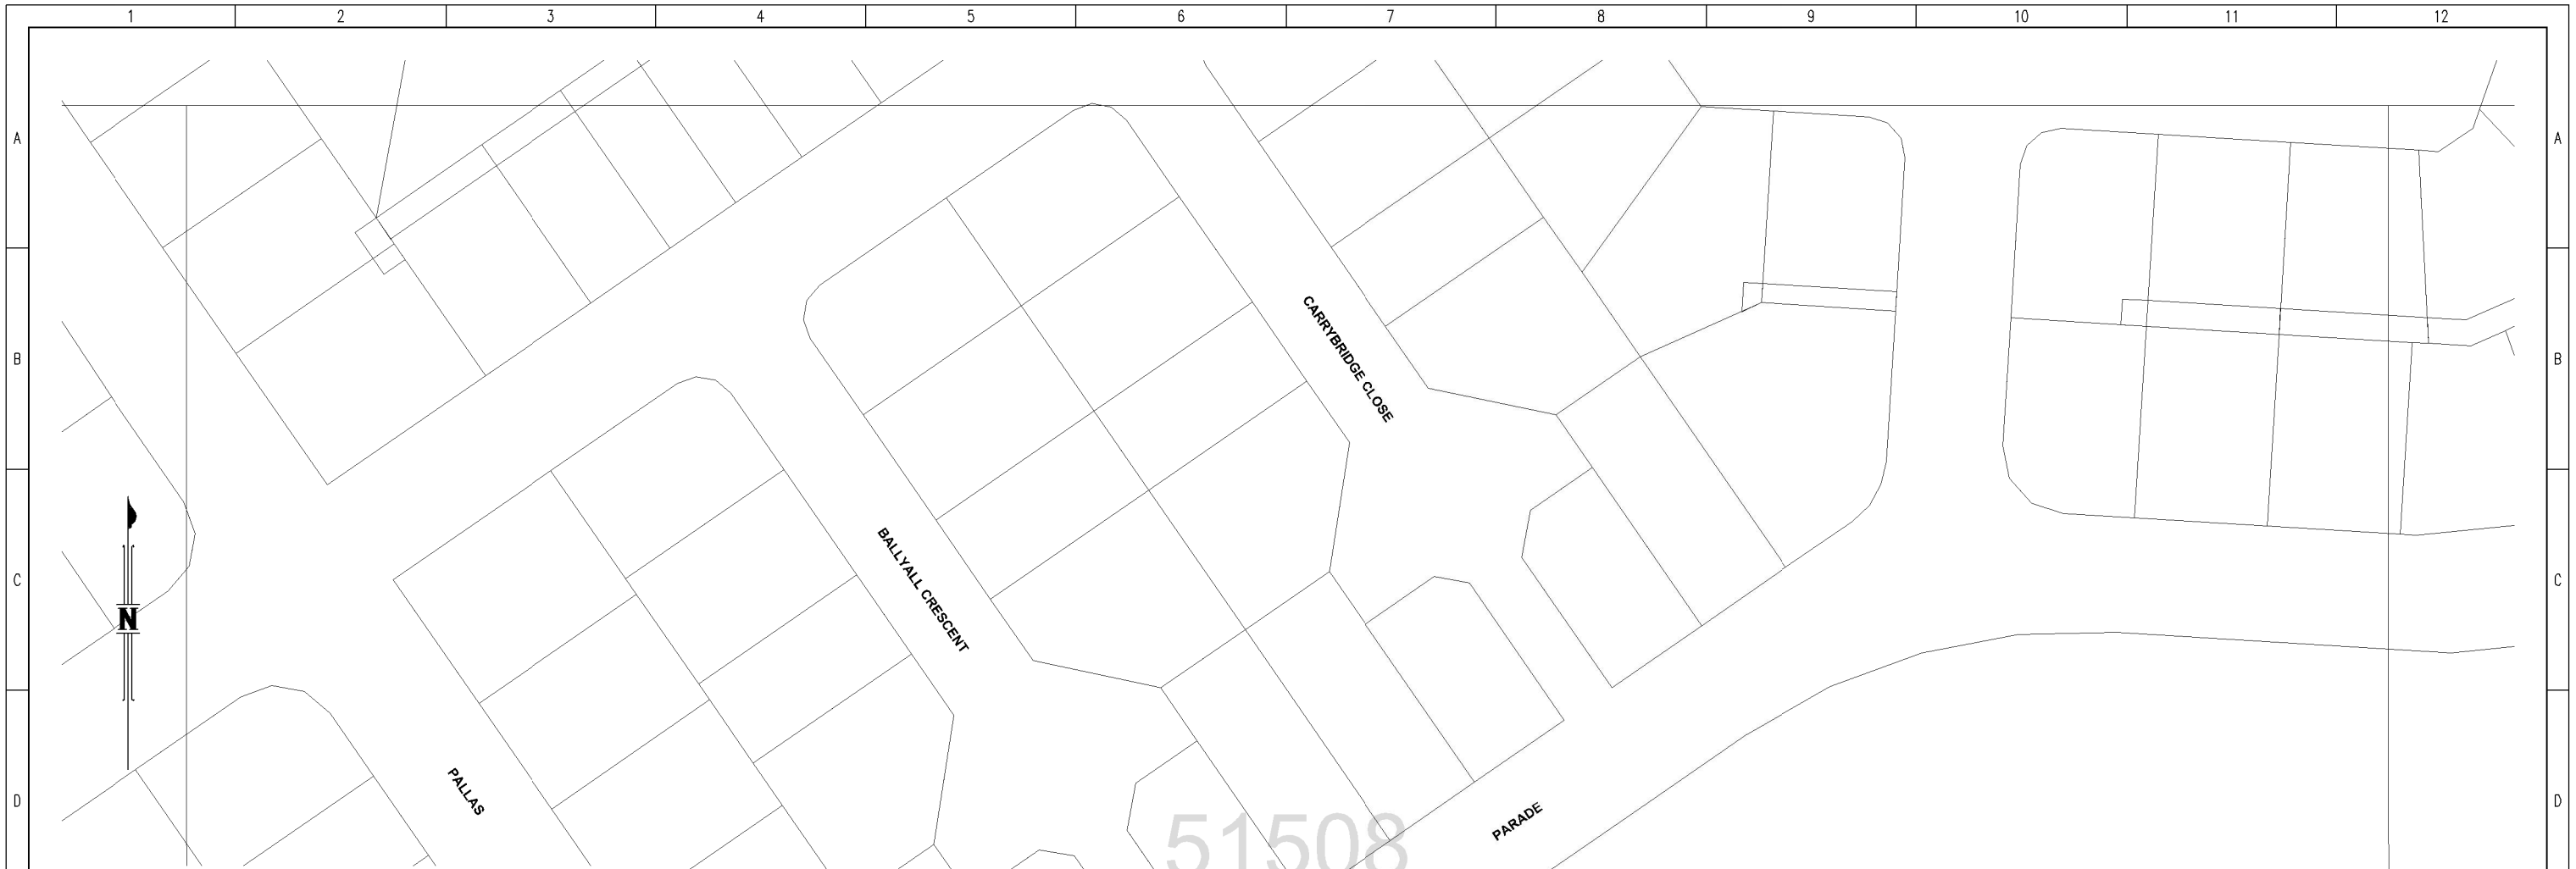 1 2 3 4 5 6 7 8 9 10 11 12
A A
CARRYBRIDGE CLOSE
B B
BALLYALL CRESCENT
C C
N
PALLAS
D D
PARADE
51508